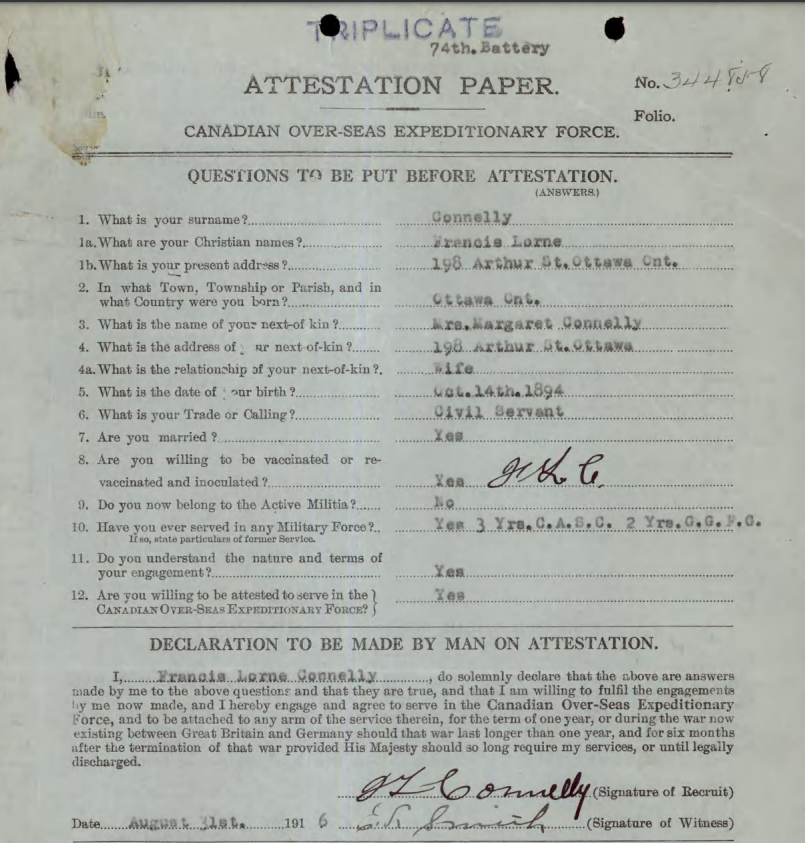 TRIPLICATE
74th.Battery
ATTESTATION PAPER.
No. 344858
Folio.
CANADIAN OVER-SEAS EXPEDITIONARY FORCE.
QUESTIONS TO BE PUT BEFORE ATTESTATION.
(ANSWERS.)
1. What is your surname? Connelly
1a. What are your Christian names? Francis Lorne
1b. What is your present address? 198 Arthur St.Ottawa Ont.
2. In what Town, Township or Parish, and in
what Country were you born? Ottawa Ont.
3. What is the name of your next-of kin? Mrs.Margaret Connelly
4. What is the address of ur next-of-kin? 198 Arthur St.Ottawa
4a. What is the relationship of your next-of-kin? Wife
5. What is the date of our birth? Oct.14th.1894
6. What is your Trade or Calling? Civil Servant
7. Are you married? Yes
8. Are you willing to be vaccinated or re-
vaccinated and inoculated? Yes FLC
9. Do you now belong to the Active Militia? No
10. Have you ever served in any Military Force? Yes 3 Yrs.C.A.S.C. 2 Yrs.G.G.F.G.
If so, state particulars of former Service.
11. Do you understand the nature and terms of
your engagement? Yes
12. Are you willing to be attested to serve in the } Yes
CANADIAN OVER-SEAS EXPEDITIONARY FORCE? }
DECLARATION TO BE MADE BY MAN ON ATTESTATION.
I, Francis Lorne Connelly, do solemnly declare that the above are answers
made by me to the above questions and that they are true, and that I am willing to fulfil the engagements
by me now made, and I hereby engage and agree to serve in the Canadian Over-Seas Expeditionary
Force, and to be attached to any arm of the service therein, for the term of one year, or during the war now
existing between Great Britain and Germany should that war last longer than one year, and for six months
after the termination of that war provided His Majesty should so long require my services, or until legally
discharged.
FL Connelly (Signature of Recruit)
Date August 31st. 1916 Smith (Signature of Witness)